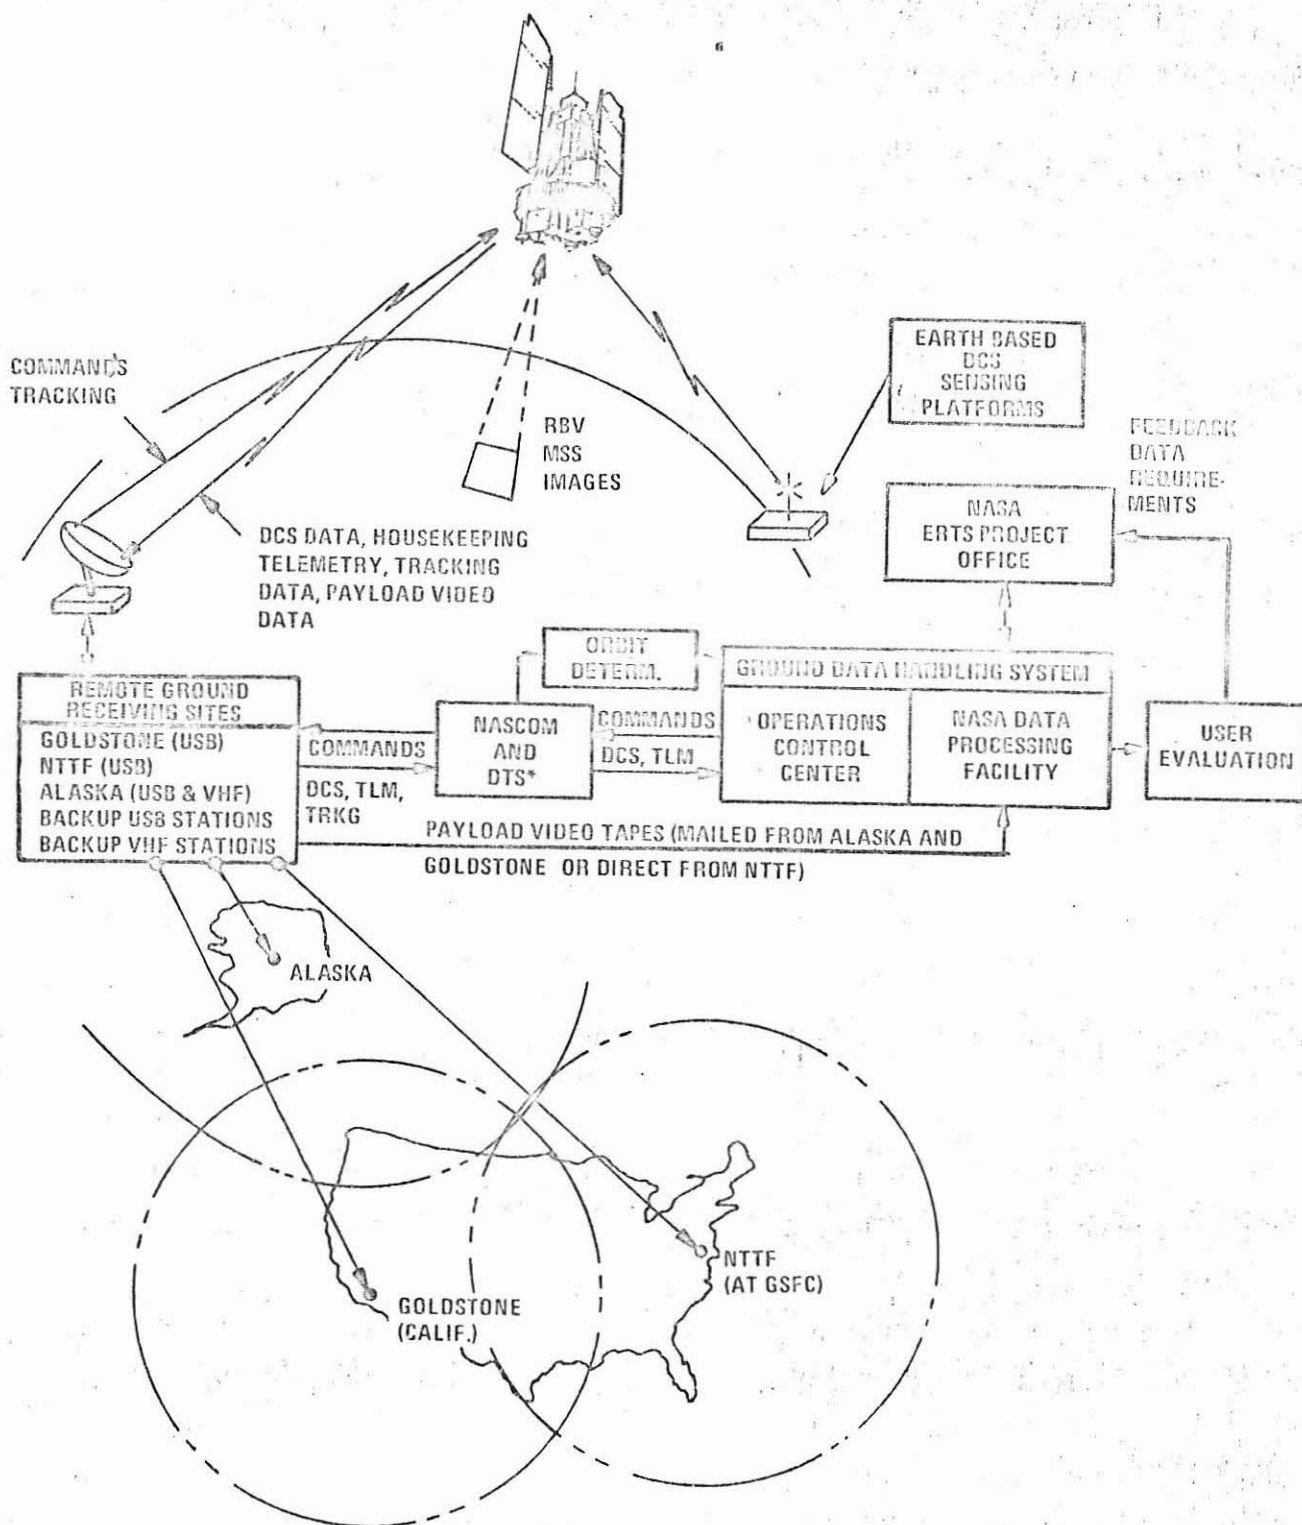 6
COMMANDS
TRACKING
RBV
MSS
IMAGES
EARTH BASED
DCS
SENSING
PLATFORMS
FEEDBACK
DATA
REQUIRE-
MENTS
DCS DATA, HOUSEKEEPING
TELEMETRY, TRACKING
DATA, PAYLOAD VIDEO
DATA
NASA
ERTS PROJECT
OFFICE
ORBIT
DETERM.
GROUND DATA HANDLING SYSTEM
REMOTE GROUND
RECEIVING SITES
GOLDSTONE (USB)
NTTF (USB)
ALASKA (USB & VHF)
BACKUP USB STATIONS
BACKUP VHF STATIONS
COMMANDS
DCS, TLM,
TRKG
NASCOM
AND
DTS*
COMMANDS
DCS, TLM
OPERATIONS
CONTROL
CENTER
NASA DATA
PROCESSING
FACILITY
USER
EVALUATION
PAYLOAD VIDEO TAPES (MAILED FROM ALASKA AND
GOLDSTONE OR DIRECT FROM NTTF)
ALASKA
GOLDSTONE
(CALIF.)
NTTF
(AT GSFC)